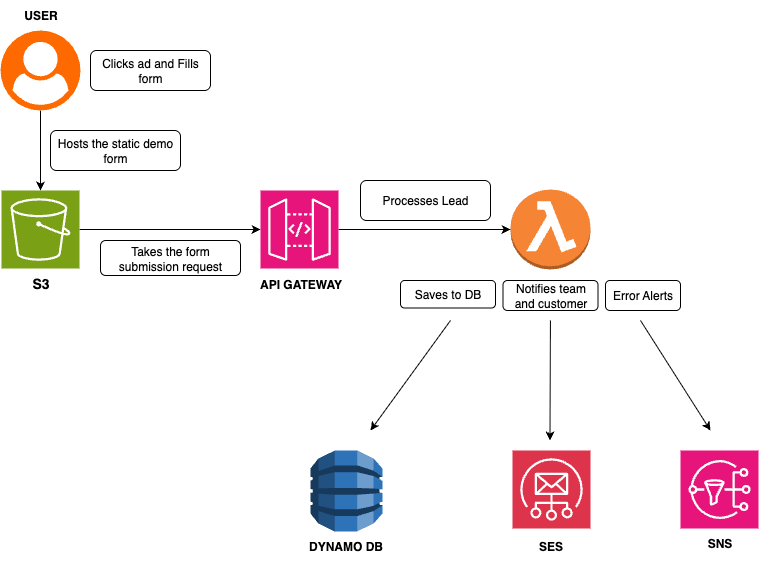 USER
Clicks ad and Fills
form
Hosts the static demo
form
Processes Lead
</>
Takes the form
submission request
S3
API GATEWAY
Saves to DB
Notifies team
and customer
Error Alerts
DYNAMO DB
SES
SNS